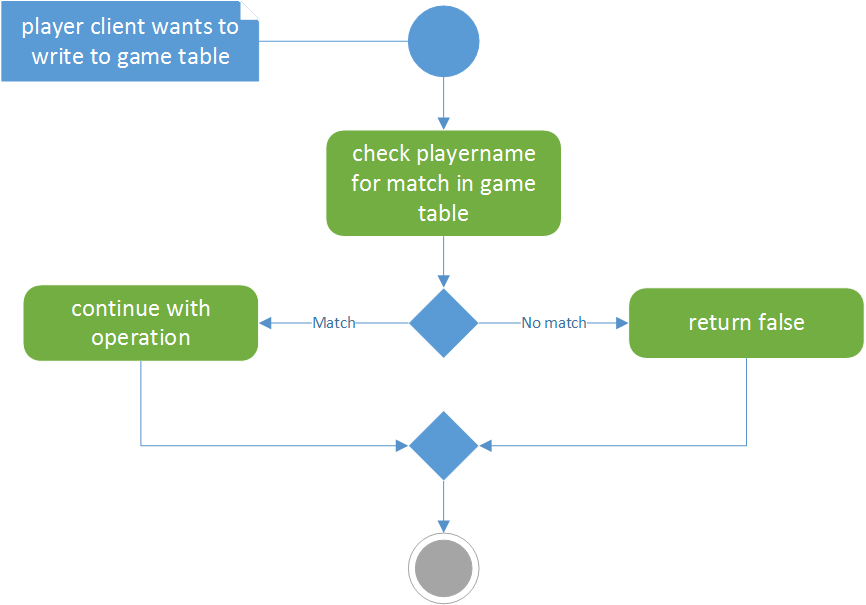 player client wants to
write to game table
check playername
for match in game
table
continue with
operation
Match
No match
return false